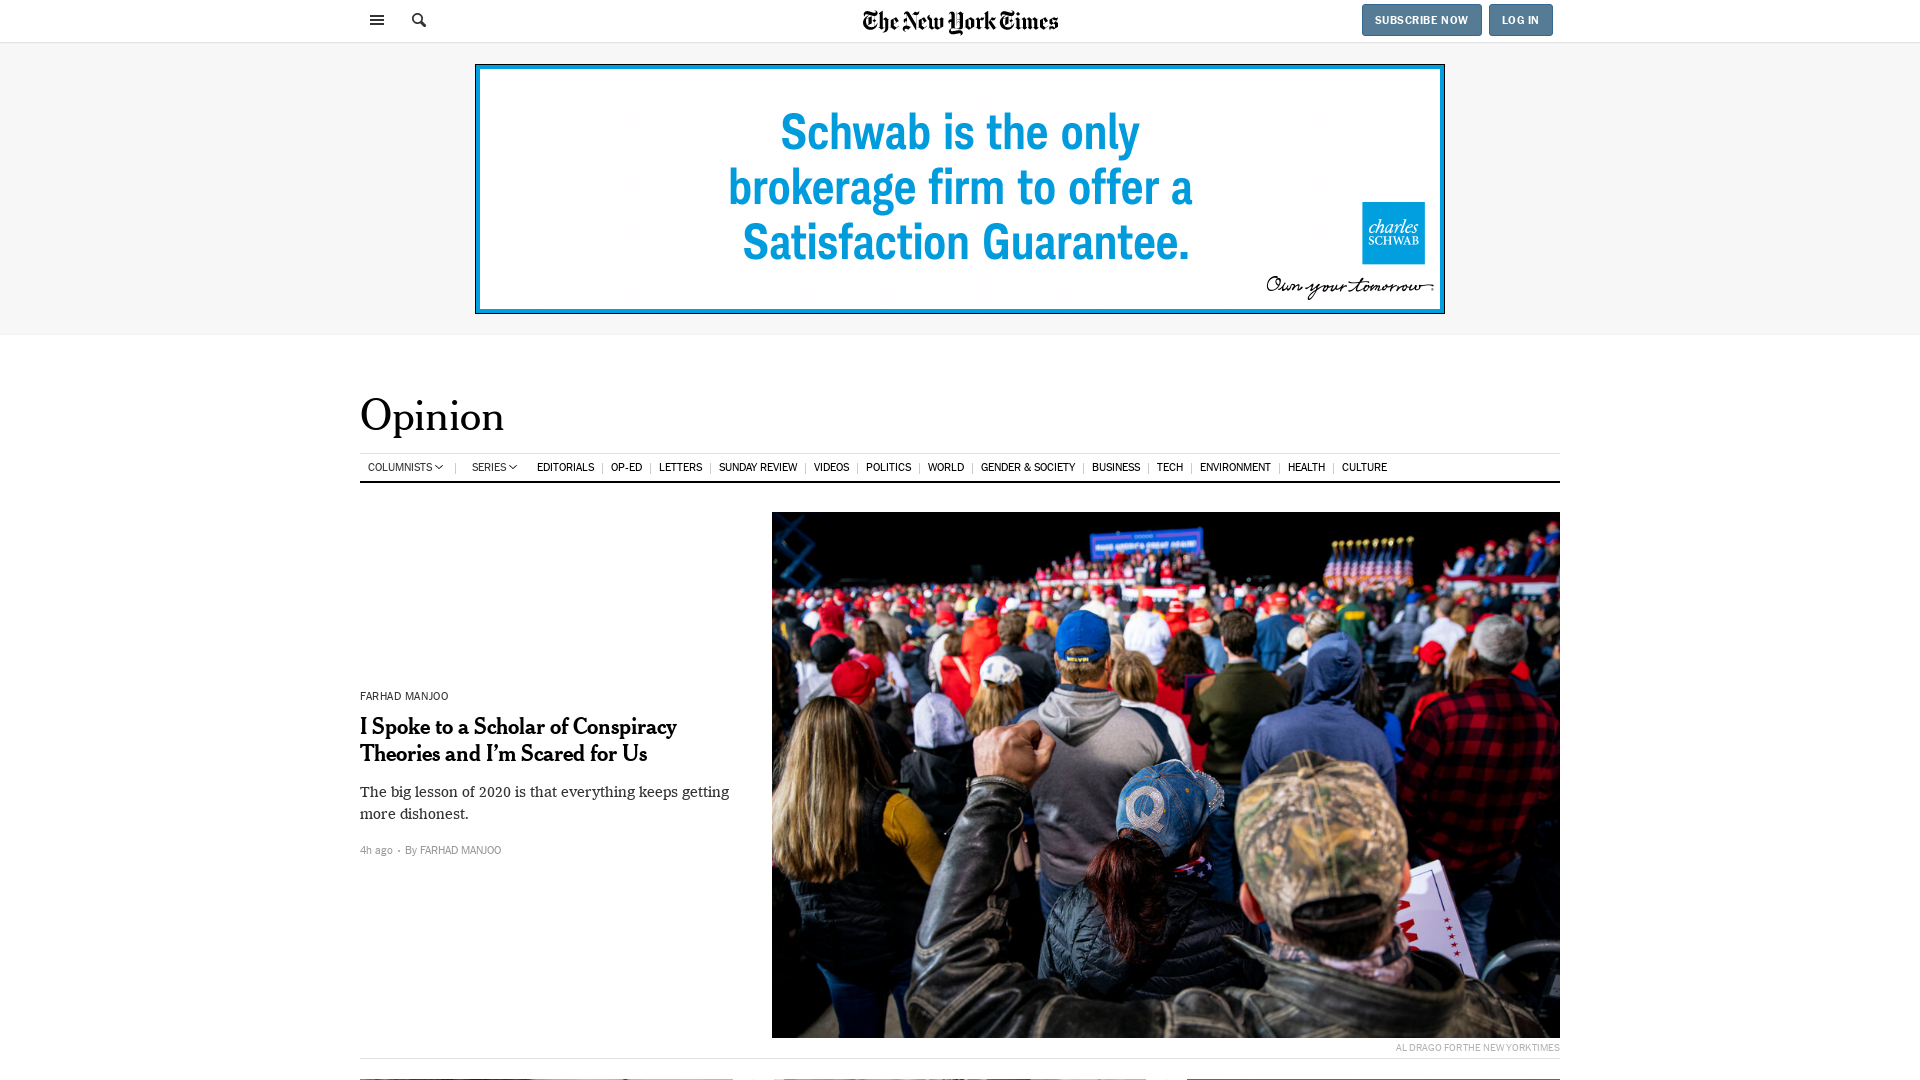 The New York Times
SUBSCRIBE NOW
LOG IN
Schwab is the only
brokerage firm to offer a
Satisfaction Guarantee.
charles
SCHWAB
Own your tomorrow.
Opinion
COLUMNISTS
SERIES
EDITORIALS
OP-ED
LETTERS
SUNDAY REVIEW
VIDEOS
POLITICS
WORLD
GENDER & SOCIETY
BUSINESS
TECH
ENVIRONMENT
HEALTH
CULTURE
MAKE AMERICA GREAT AGAIN!
Q
FARHAD MANJOO
I Spoke to a Scholar of Conspiracy
Theories and I’m Scared for Us
The big lesson of 2020 is that everything keeps getting
more dishonest.
4h ago • By FARHAD MANJOO
AL DRAGO FOR THE NEW YORK TIMES